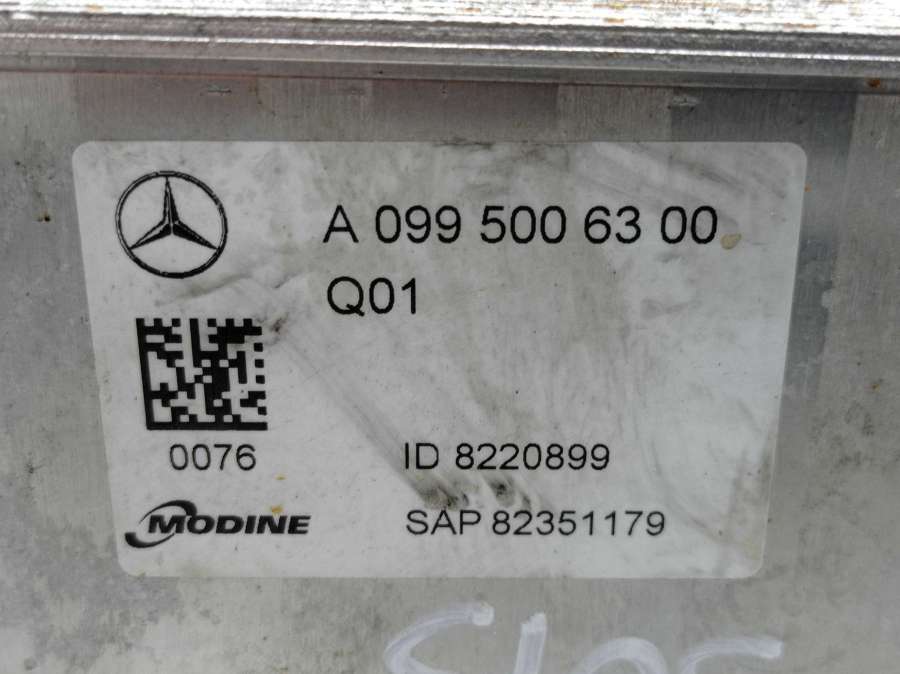 A 099 500 63 00
Q01
0076
ID 8220899
MODINE
SAP 82351179